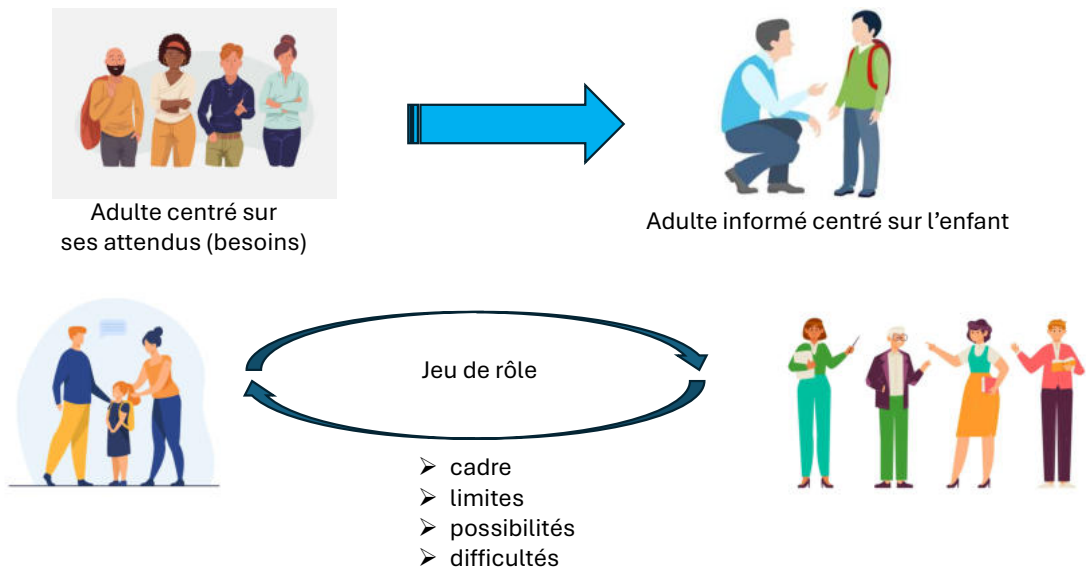 Adulte centré sur
ses attendus (besoins)
Adulte informé centré sur l’enfant
Jeu de rôle
➢ cadre
➢ limites
➢ possibilités
➢ difficultés